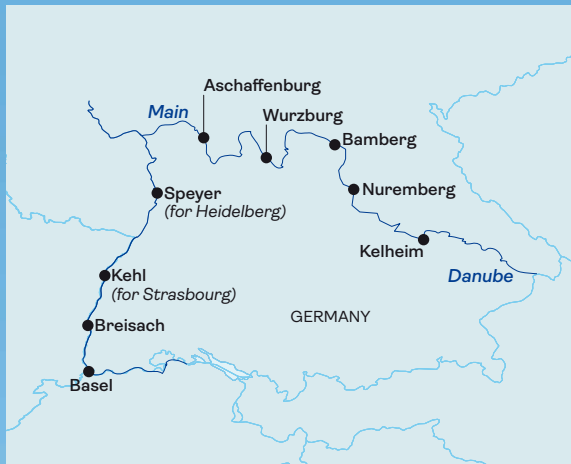 Aschaffenburg
Main
Wurzburg
Bamberg
Speyer
(for Heidelberg)
Nuremberg
Kelheim
Danube
Kehl
(for Strasbourg)
GERMANY
Breisach
Basel